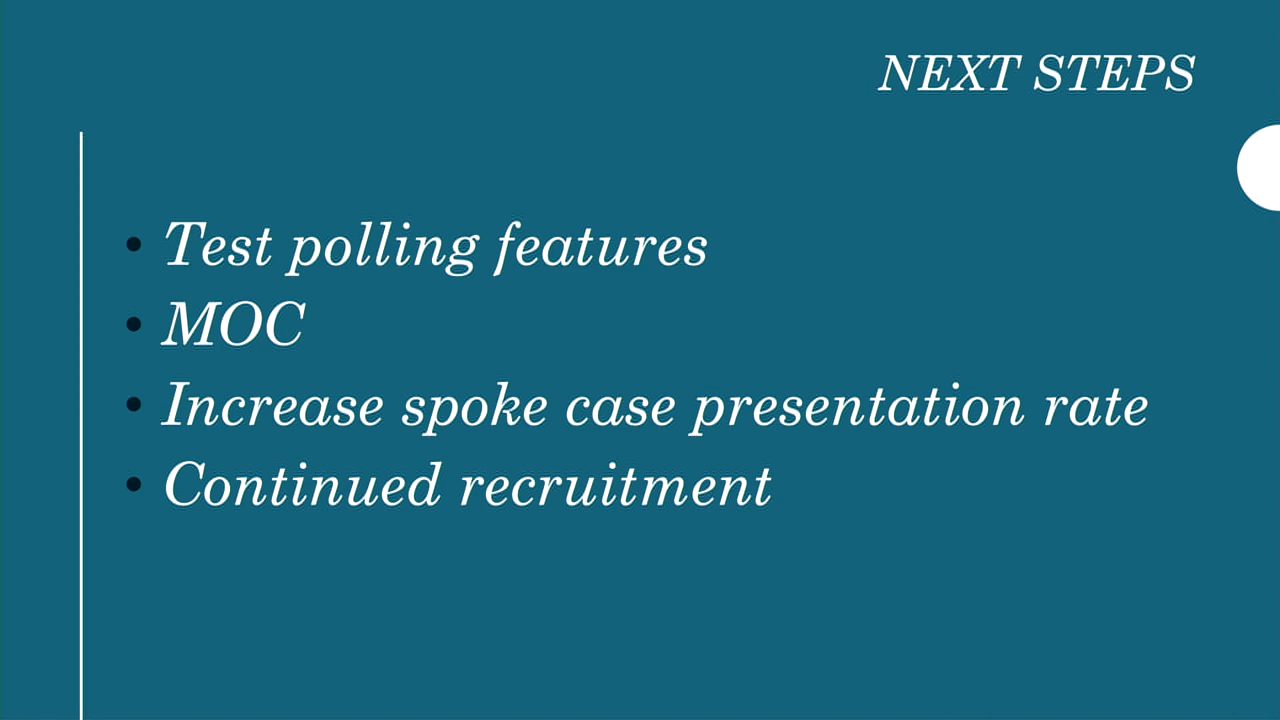 NEXT STEPS
• Test polling features
• MOC
• Increase spoke case presentation rate
• Continued recruitment